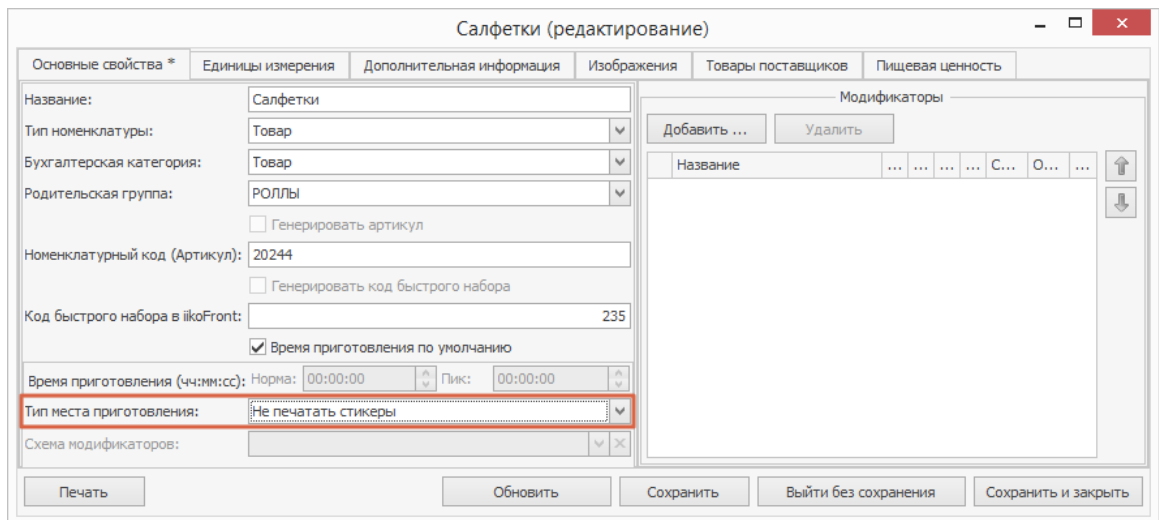 Салфетки (редактирование)
Основные свойства * Единицы измерения Дополнительная информация Изображения Товары поставщиков Пищевая ценность
Название: Салфетки
Тип номенклатуры: Товар
Бухгалтерская категория: Товар
Родительская группа: РОЛЛЫ
Генерировать артикул
Номенклатурный код (Артикул): 20244
Генерировать код быстрого набора
Код быстрого набора в iikoFront: 235
Время приготовления по умолчанию
Время приготовления (чч:мм:сс): Норма: 00:00:00 Пик: 00:00:00
Тип места приготовления: Не печатать стикеры
Схема модификаторов:
Модификаторы
Добавить ... Удалить
Название ... ... ... ... С... О... ...
Печать Обновить Сохранить Выйти без сохранения Сохранить и закрыть